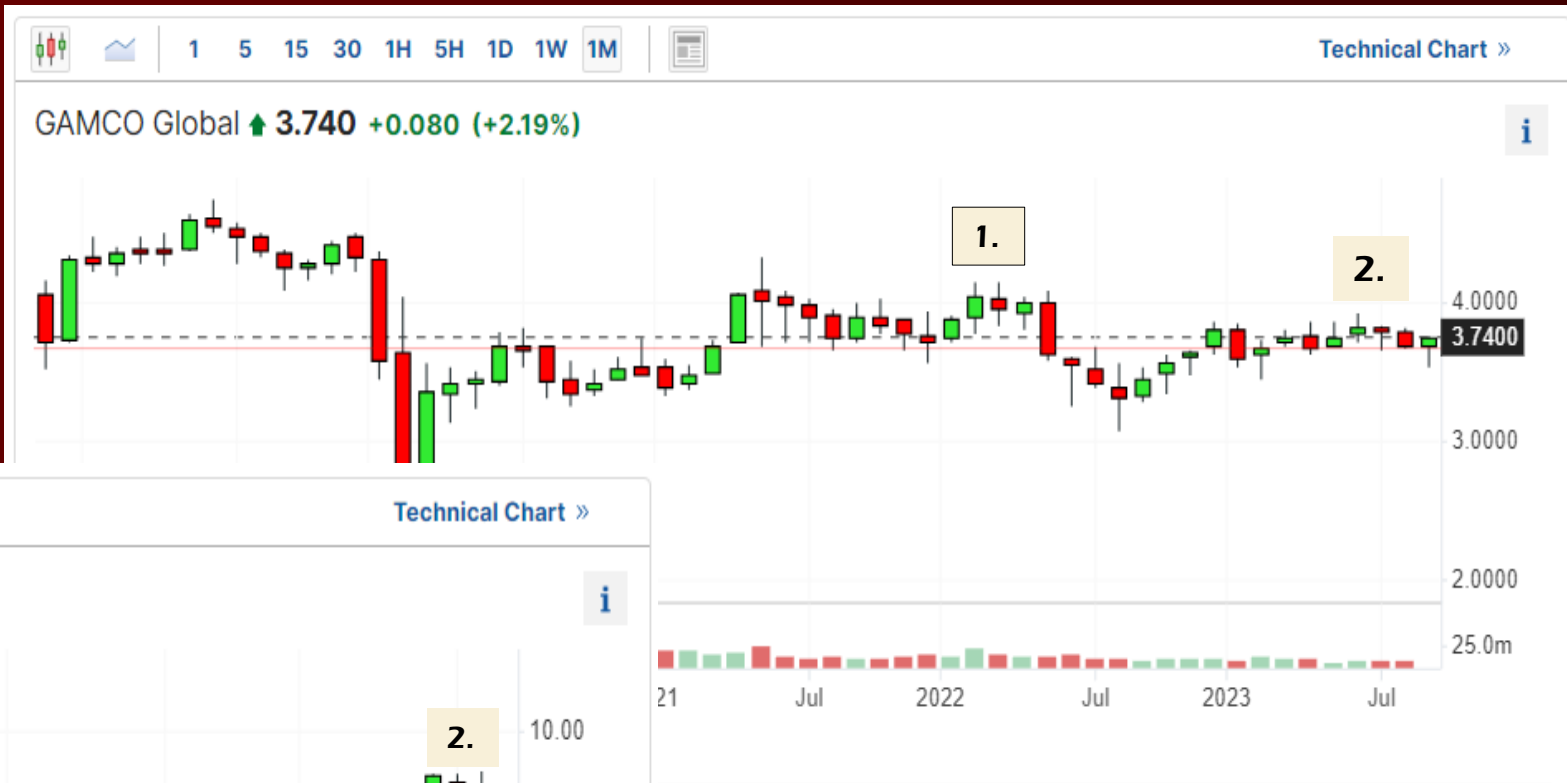 1 5 15 30 1H 5H 1D 1W 1M Technical Chart »
GAMCO Global 3.740 +0.080 (+2.19%)
i
1.
2.
4.0000
3.7400
3.0000
Technical Chart »
2.0000
i
25.0m
21 Jul 2022 Jul 2023 Jul
2.
10.00